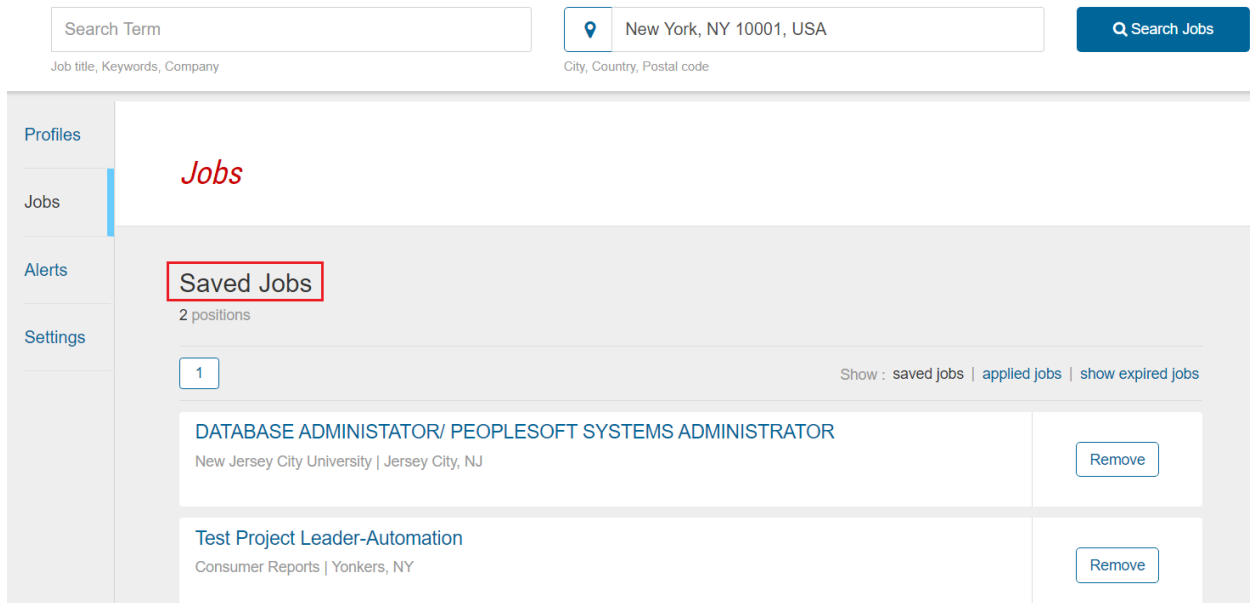 Search Term
New York, NY 10001, USA
Search Jobs
Job title, Keywords, Company
City, Country, Postal code
Profiles
Jobs
Alerts
Settings
Jobs
Saved Jobs
2 positions
1
Show : saved jobs | applied jobs | show expired jobs
DATABASE ADMINISTATOR/ PEOPLESOFT SYSTEMS ADMINISTRATOR
New Jersey City University | Jersey City, NJ
Remove
Test Project Leader-Automation
Consumer Reports | Yonkers, NY
Remove